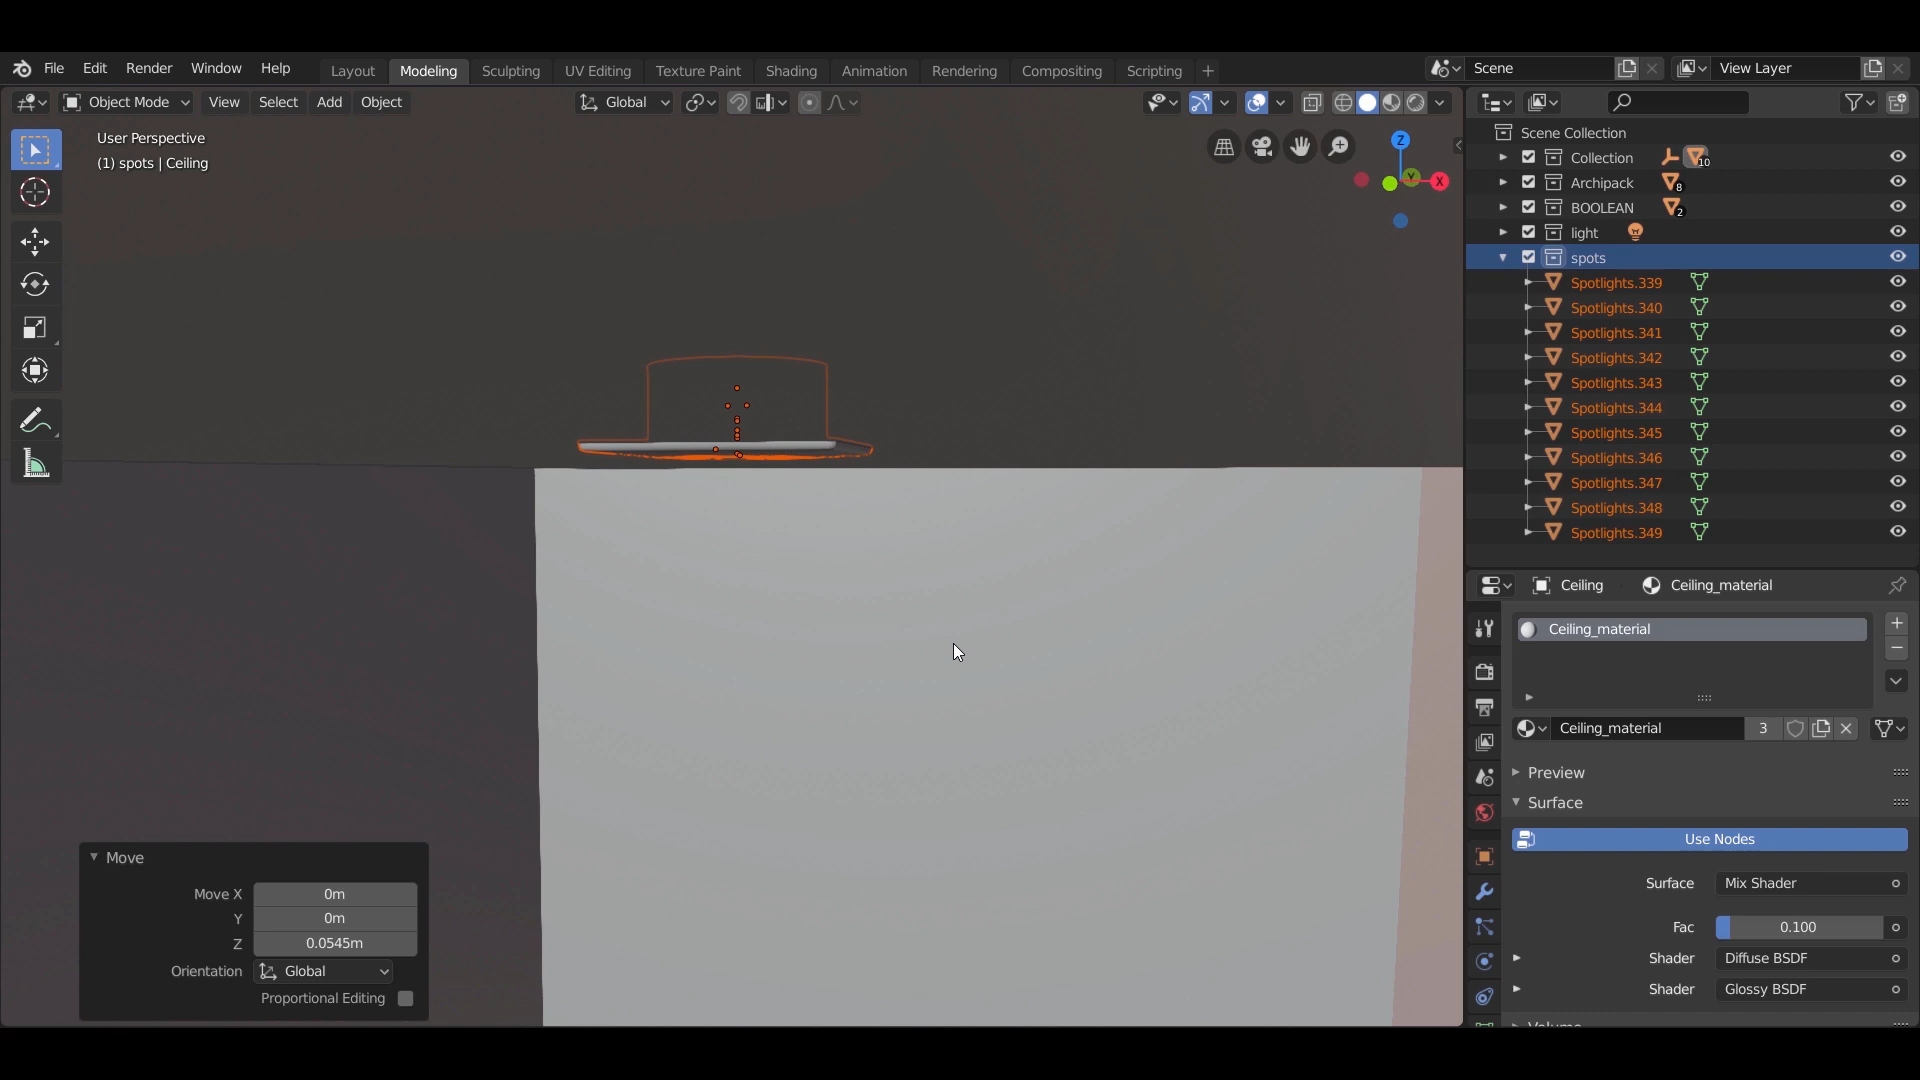 File Edit Render Window Help Layout Modeling Sculpting UV Editing Texture Paint Shading Animation Rendering Compositing Scripting Scene View Layer
Object Mode View Select Add Object Global
User Perspective
(1) spots | Ceiling
Z
Y
X
Scene Collection
Collection 10
Archipack 8
BOOLEAN 2
light
spots
Spotlights.339
Spotlights.340
Spotlights.341
Spotlights.342
Spotlights.343
Spotlights.344
Spotlights.345
Spotlights.346
Spotlights.347
Spotlights.348
Spotlights.349
Ceiling Ceiling_material
Ceiling_material
Ceiling_material 3
Preview
Surface
Use Nodes
Surface Mix Shader
Fac 0.100
Shader Diffuse BSDF
Shader Glossy BSDF
Volume
Move
Move X 0m
Y 0m
Z 0.0545m
Orientation Global
Proportional Editing